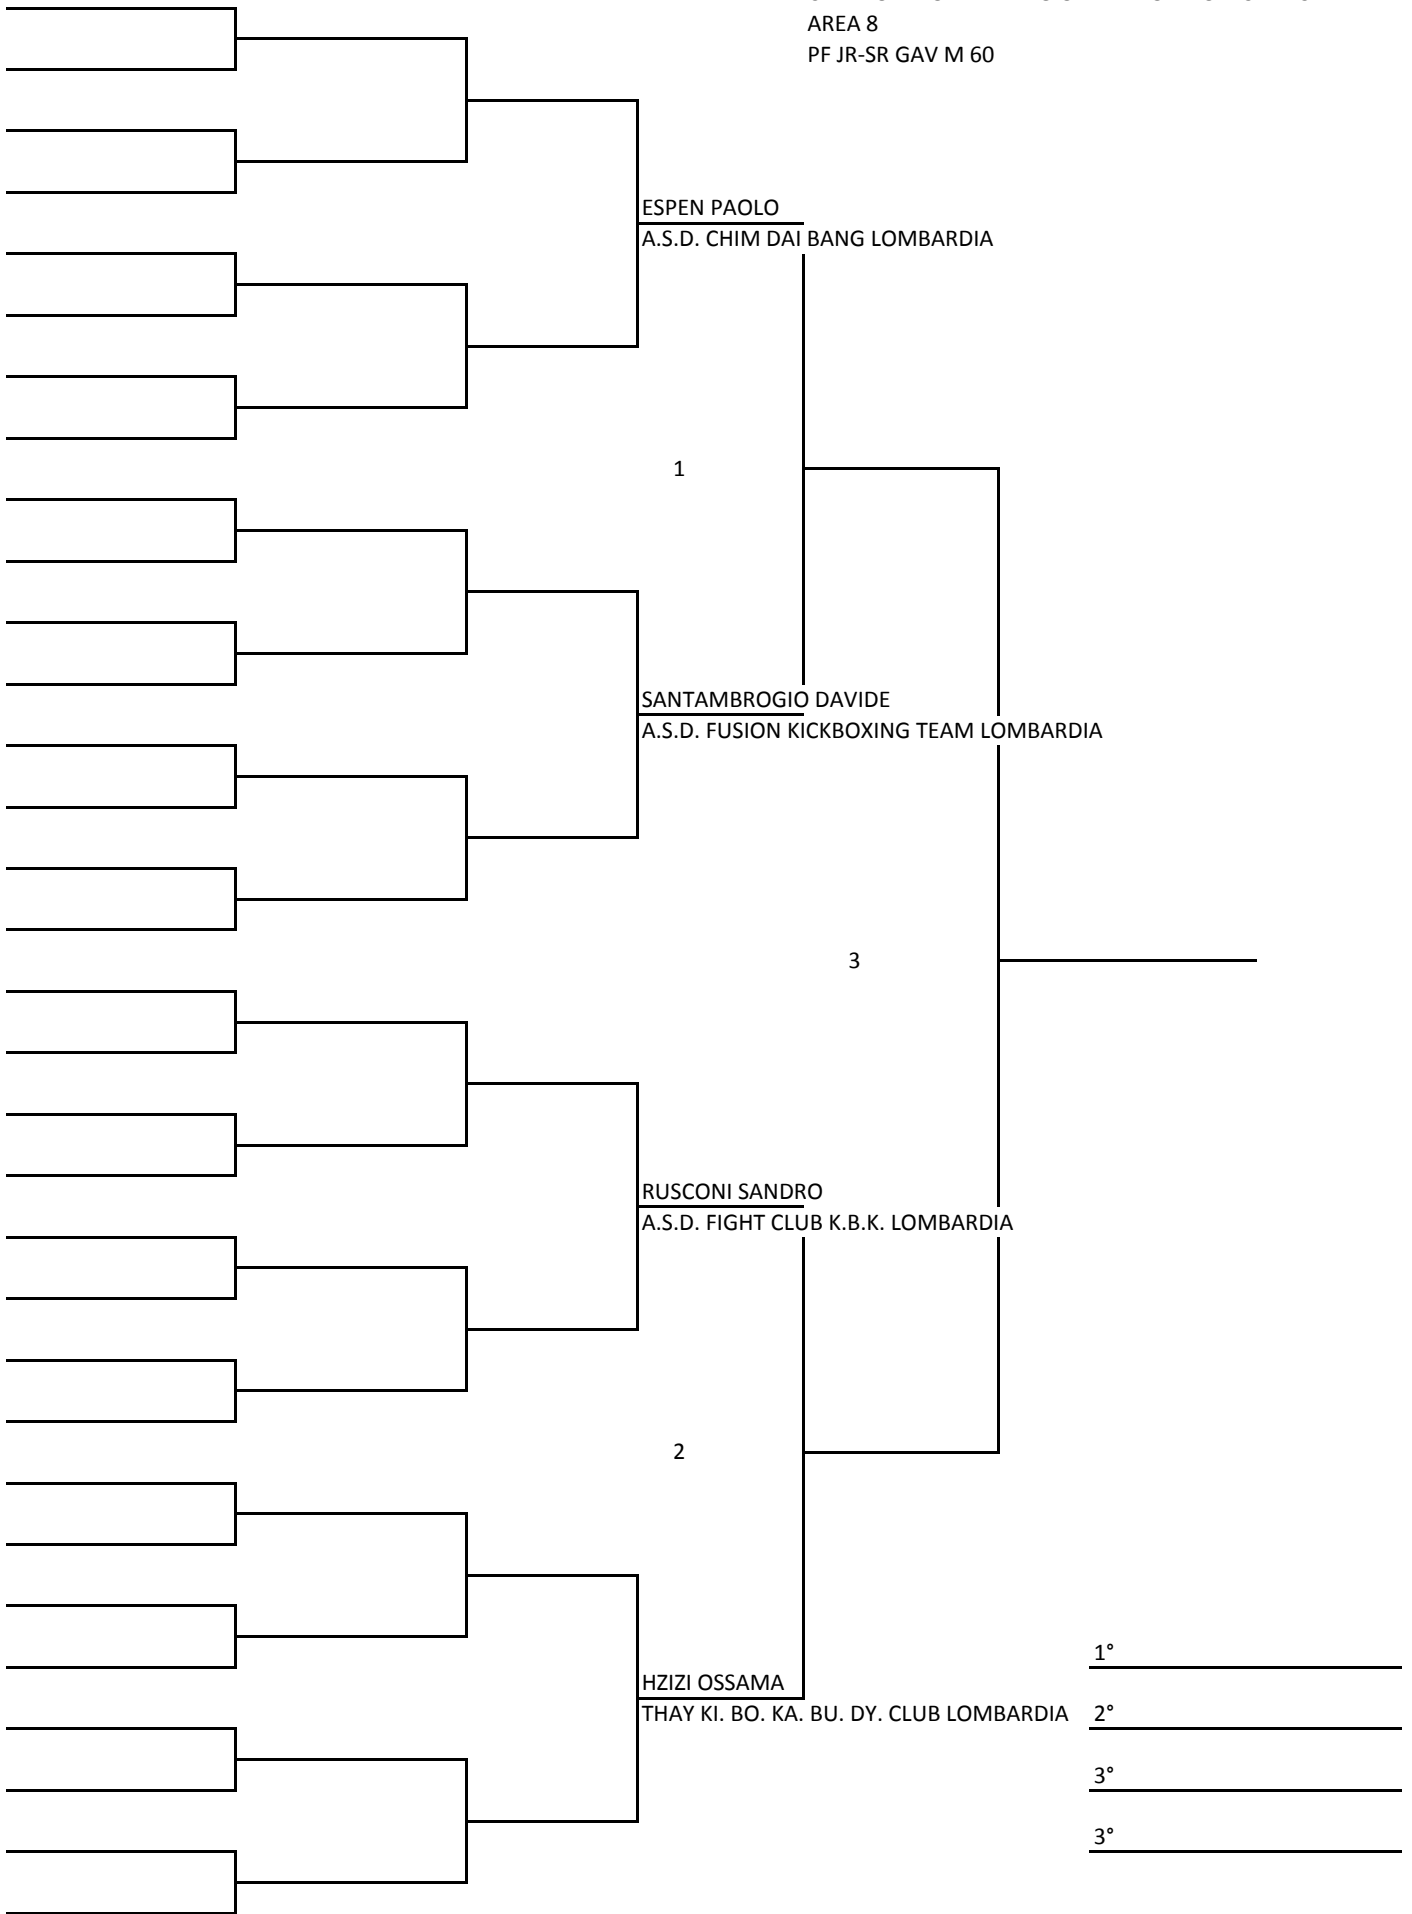 AREA 8
PF JR-SR GAV M 60
ESPEN PAOLO
A.S.D. CHIM DAI BANG LOMBARDIA
1
SANTAMBROGIO DAVIDE
A.S.D. FUSION KICKBOXING TEAM LOMBARDIA
3
RUSCONI SANDRO
A.S.D. FIGHT CLUB K.B.K. LOMBARDIA
2
HZIZI OSSAMA
THAY KI. BO. KA. BU. DY. CLUB LOMBARDIA
1°
2°
3°
3°